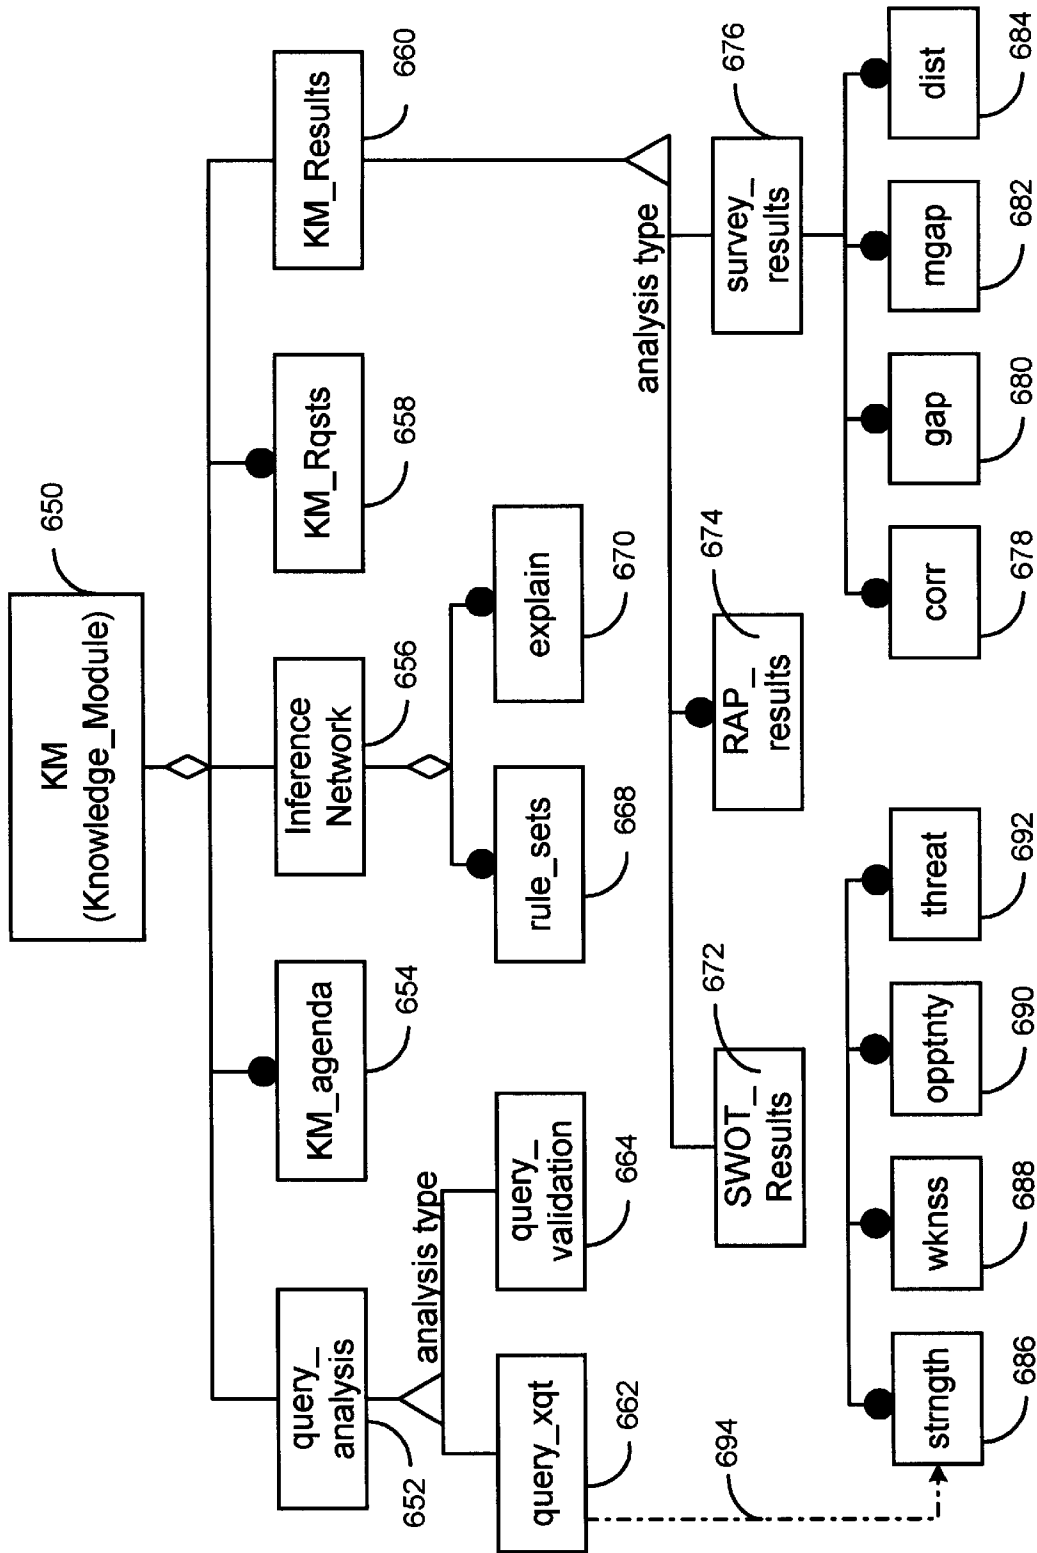 KM
(Knowledge_Module)
650
query_
analysis
652
KM_agenda
654
Inference
Network
656
KM_Rqsts
658
KM_Results
660
analysis type
query_xqt
662
query_
validation
664
rule_sets
668
explain
670
analysis type
SWOT_
Results
672
RAP_
results
674
survey_
results
676
694
strngth
686
wknss
688
opptnty
690
threat
692
corr
678
gap
680
mgap
682
dist
684